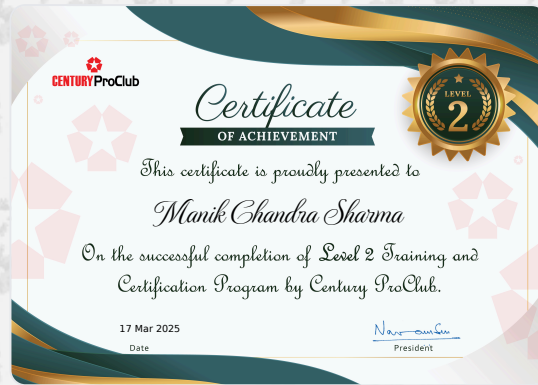 CENTURY ProClub
LEVEL
2
Certificate
OF ACHIEVEMENT
This certificate is proudly presented to
Manik Chandra Sharma
On the successful completion of Level 2 Training and
Certification Program by Century ProClub.
17 Mar 2025
Date
President